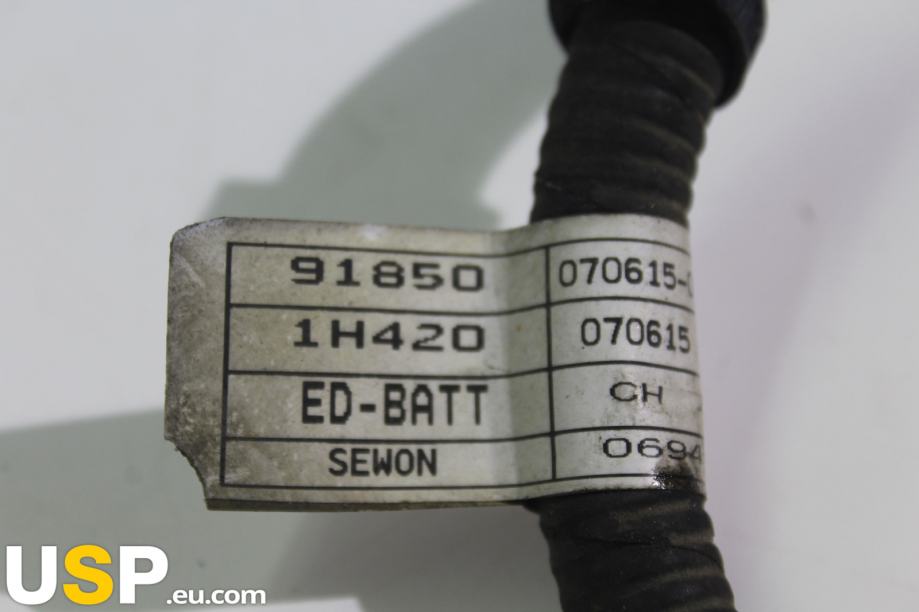 91850 070615-
1H420 070615
ED-BATT CH
SEWON 0694
USP.eu.com